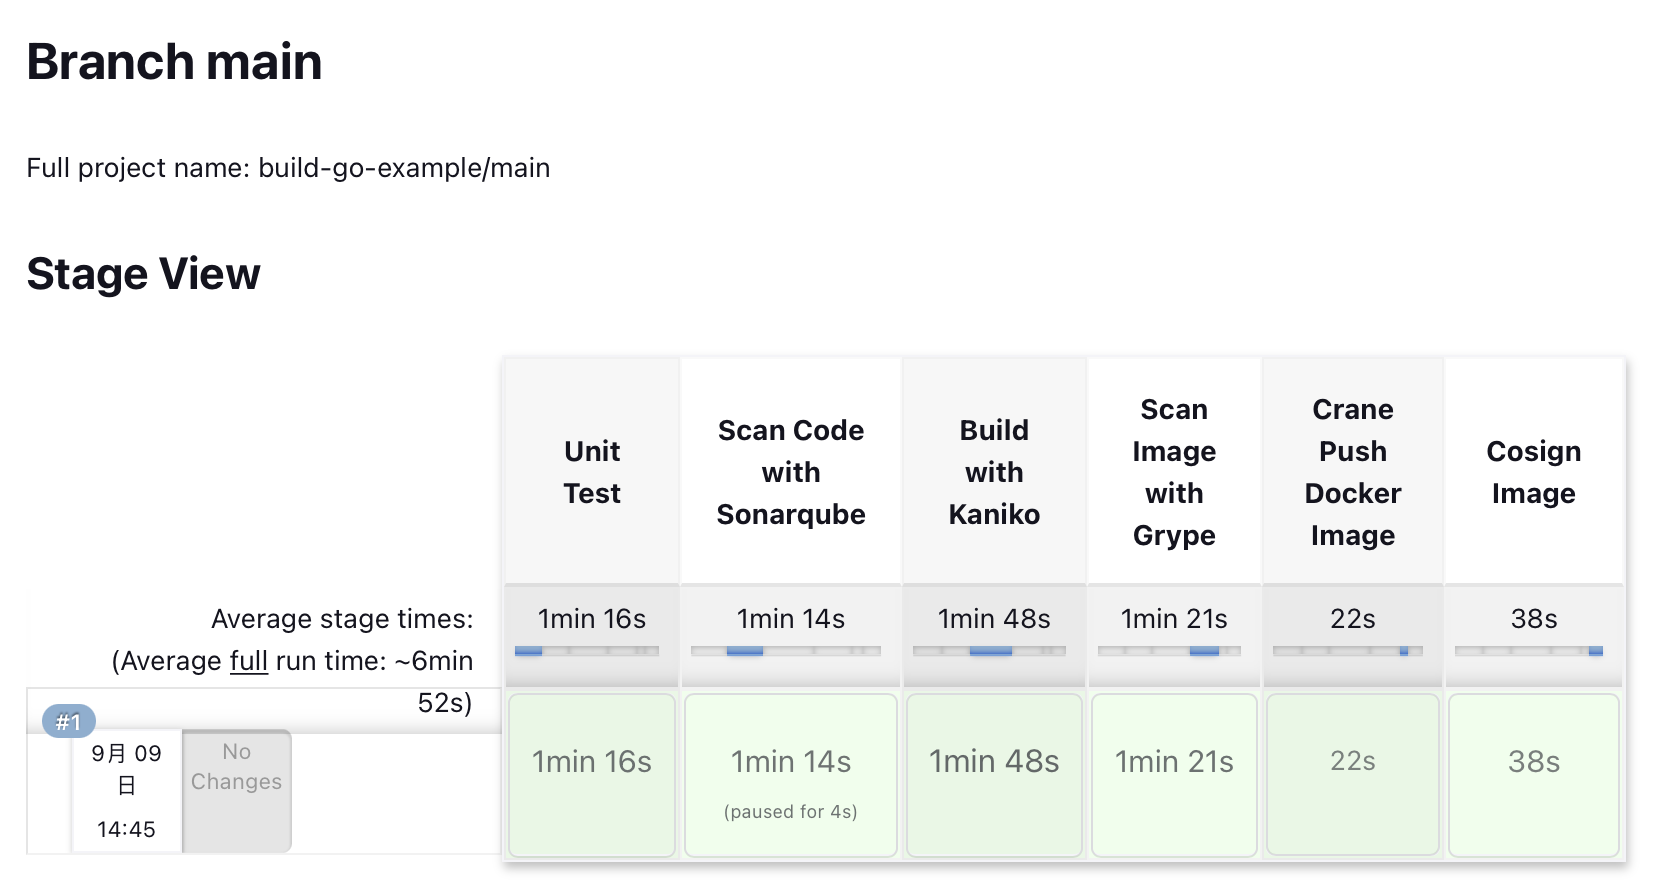 Branch main
Full project name: build-go-example/main
Stage View
Unit
Test
Scan Code
with
Sonarqube
Build
with
Kaniko
Scan
Image
with
Grype
Crane
Push
Docker
Image
Cosign
Image
Average stage times:
(Average full run time: ~6min
52s)
1min 16s
1min 14s
1min 48s
1min 21s
22s
38s
#1
9月 09
日
14:45
No
Changes
1min 16s
1min 14s
(paused for 4s)
1min 48s
1min 21s
22s
38s